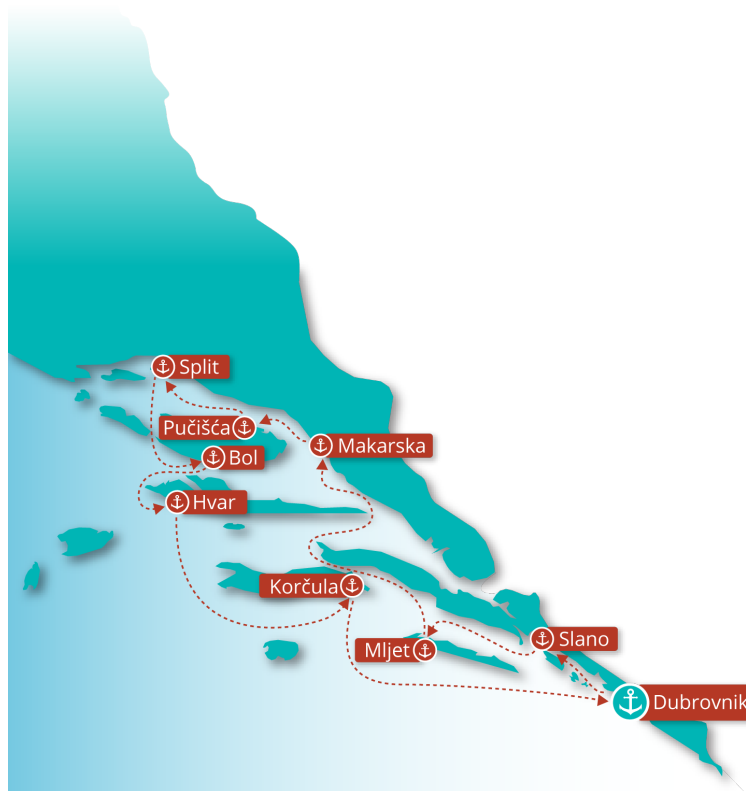 Split
Pučišća
Makarska
Bol
Hvar
Korčula
Slano
Mljet
Dubrovnik